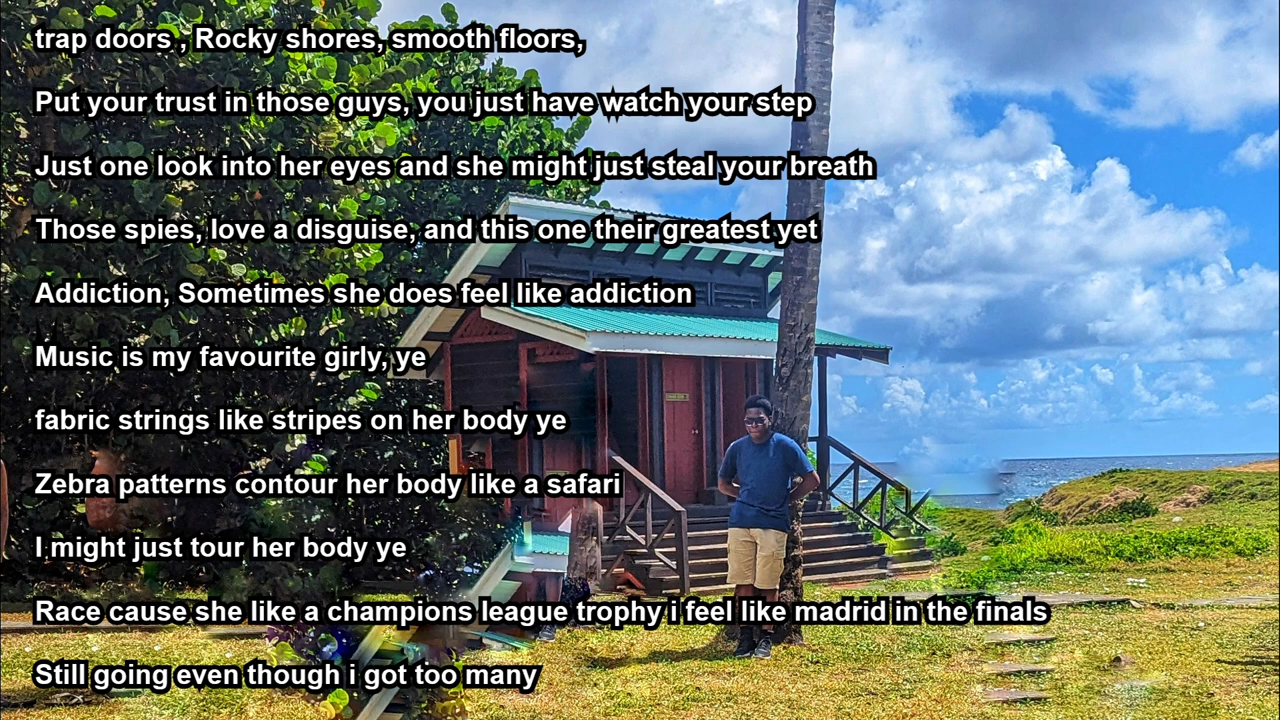 trap doors , Rocky shores, smooth floors,
Put your trust in those guys, you just have watch your step
Just one look into her eyes and she might just steal your breath
Those spies, love a disguise, and this one their greatest yet
Addiction, Sometimes she does feel like addiction
Music is my favourite girly, ye
fabric strings like stripes on her body ye
Zebra patterns contour her body like a safari
I might just tour her body ye
Race cause she like a champions league trophy i feel like madrid in the finals
Still going even though i got too many